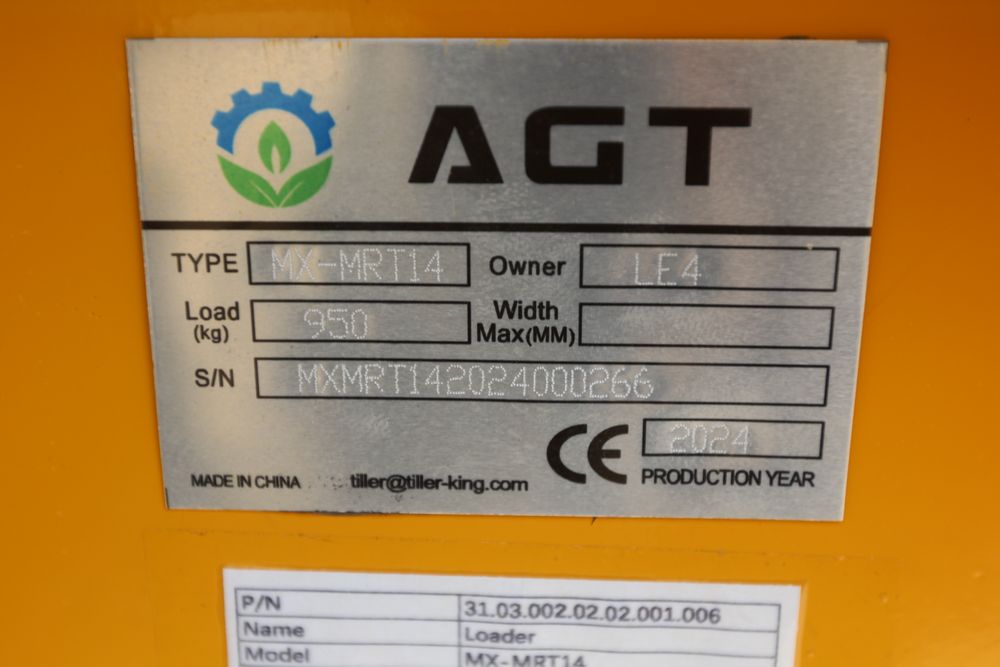 AGT
TYPE MX-MRT14 Owner LE4
Load (kg) 950 Width Max(MM)
S/N MXMRT142024000266
CE 2024
PRODUCTION YEAR
MADE IN CHINA tiller@tiller-king.com
P/N 31.03.002.02.02.001.006
Name Loader
Model MX-MRT14